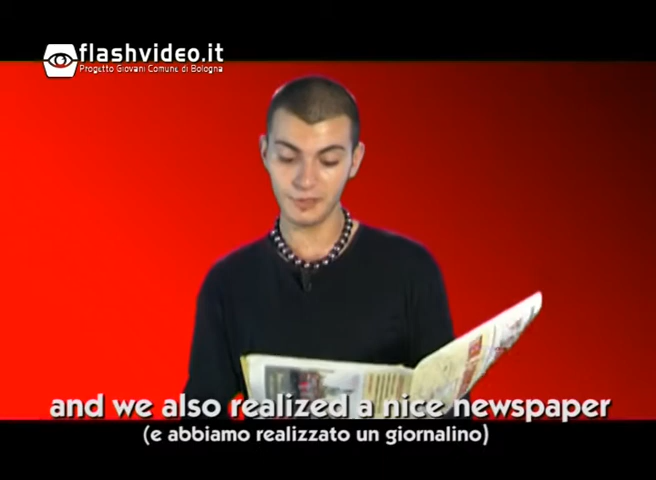 flashvideo.it
Progetto Giovani Comune di Bologna
and we also realized a nice newspaper
(e abbiamo realizzato un giornalino)